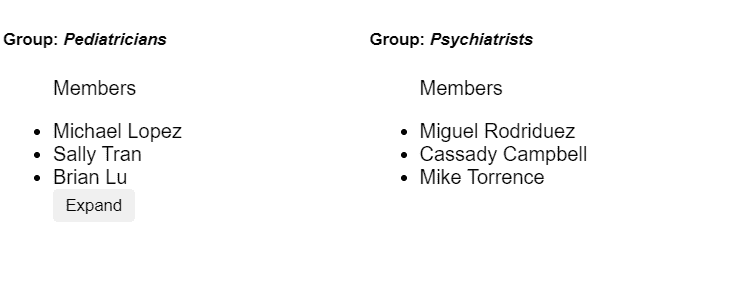 Group: Pediatricians
Members
Michael Lopez
Sally Tran
Brian Lu
Expand
Group: Psychiatrists
Members
Miguel Rodriduez
Cassady Campbell
Mike Torrence